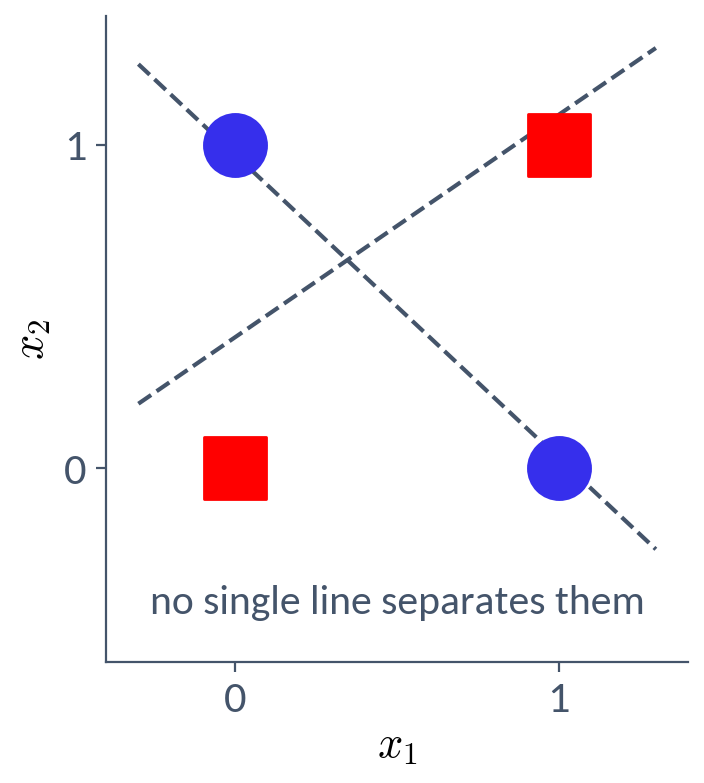 1
x₂
0
no single line separates them
0 1
x₁